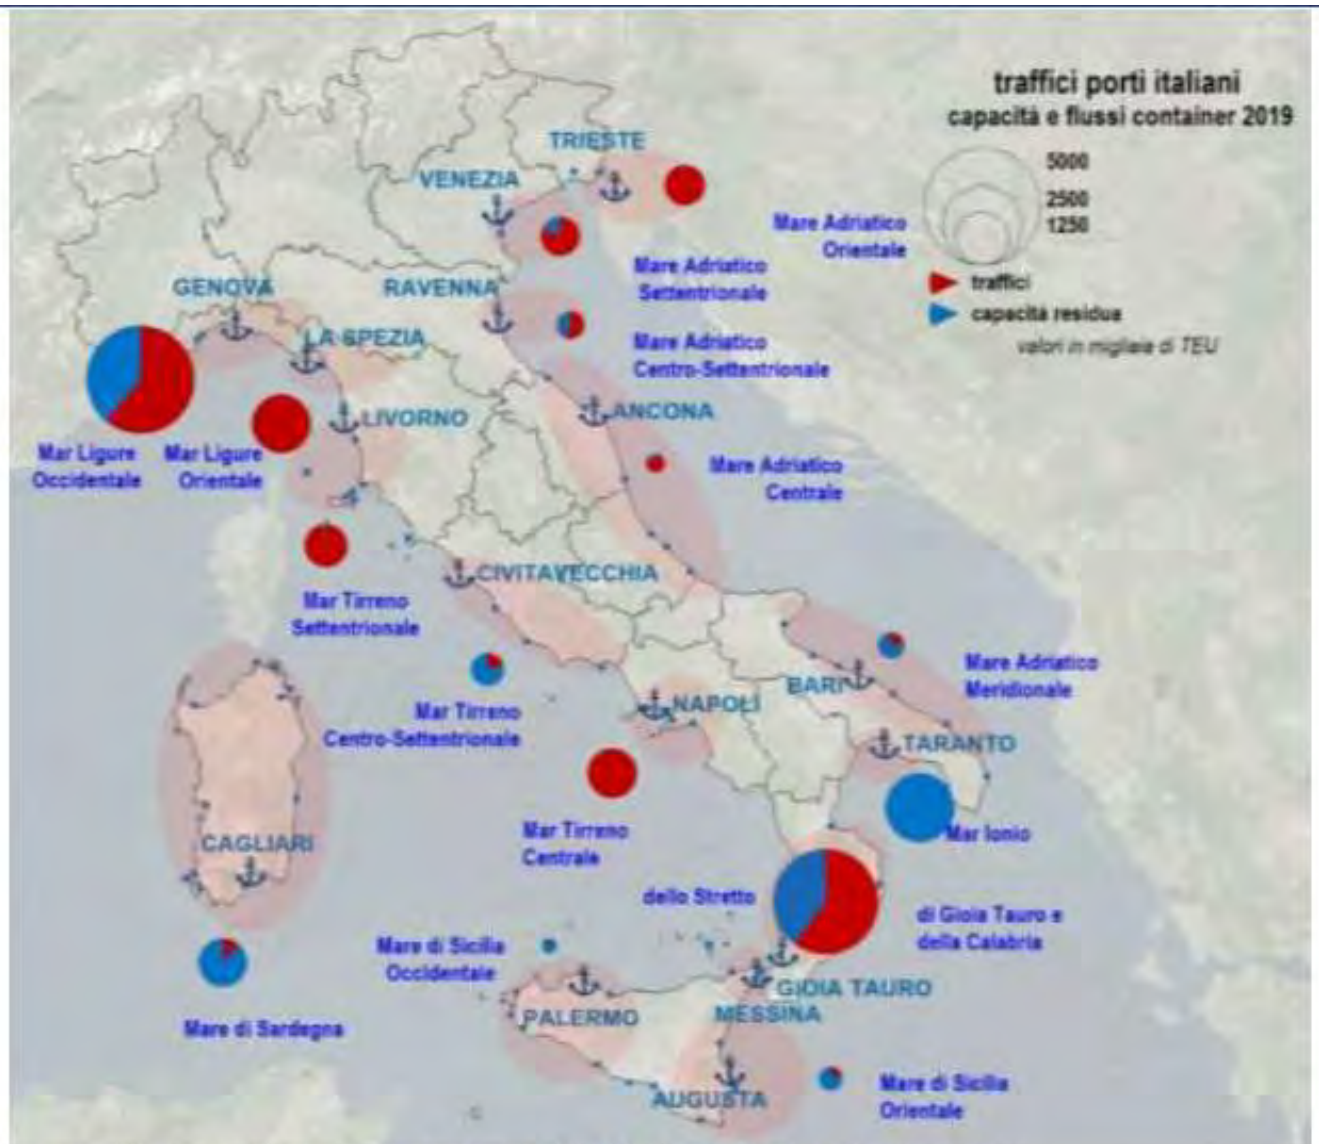 traffici porti italiani
capacità e flussi container 2019
5000
2500
1250
traffici
capacità residua
valori in migliaia di TEU
TRIESTE
VENEZIA
Mare Adriatico
Orientale
Mare Adriatico
Settentrionale
GENOVA
RAVENNA
LA SPEZIA
Mare Adriatico
Centro-Settentrionale
LIVORNO
ANCONA
Mar Ligure
Occidentale
Mar Ligure
Orientale
Mare Adriatico
Centrale
CIVITAVECCHIA
Mar Tirreno
Settentrionale
Mare Adriatico
Meridionale
BARI
NAPOLI
Mar Tirreno
Centro-Settentrionale
TARANTO
Mar Tirreno
Centrale
Mar Ionio
CAGLIARI
dello Stretto
di Gioia Tauro e
della Calabria
Mare di Sicilia
Occidentale
GIOIA TAURO
MESSINA
PALERMO
Mare di Sardegna
AUGUSTA
Mare di Sicilia
Orientale